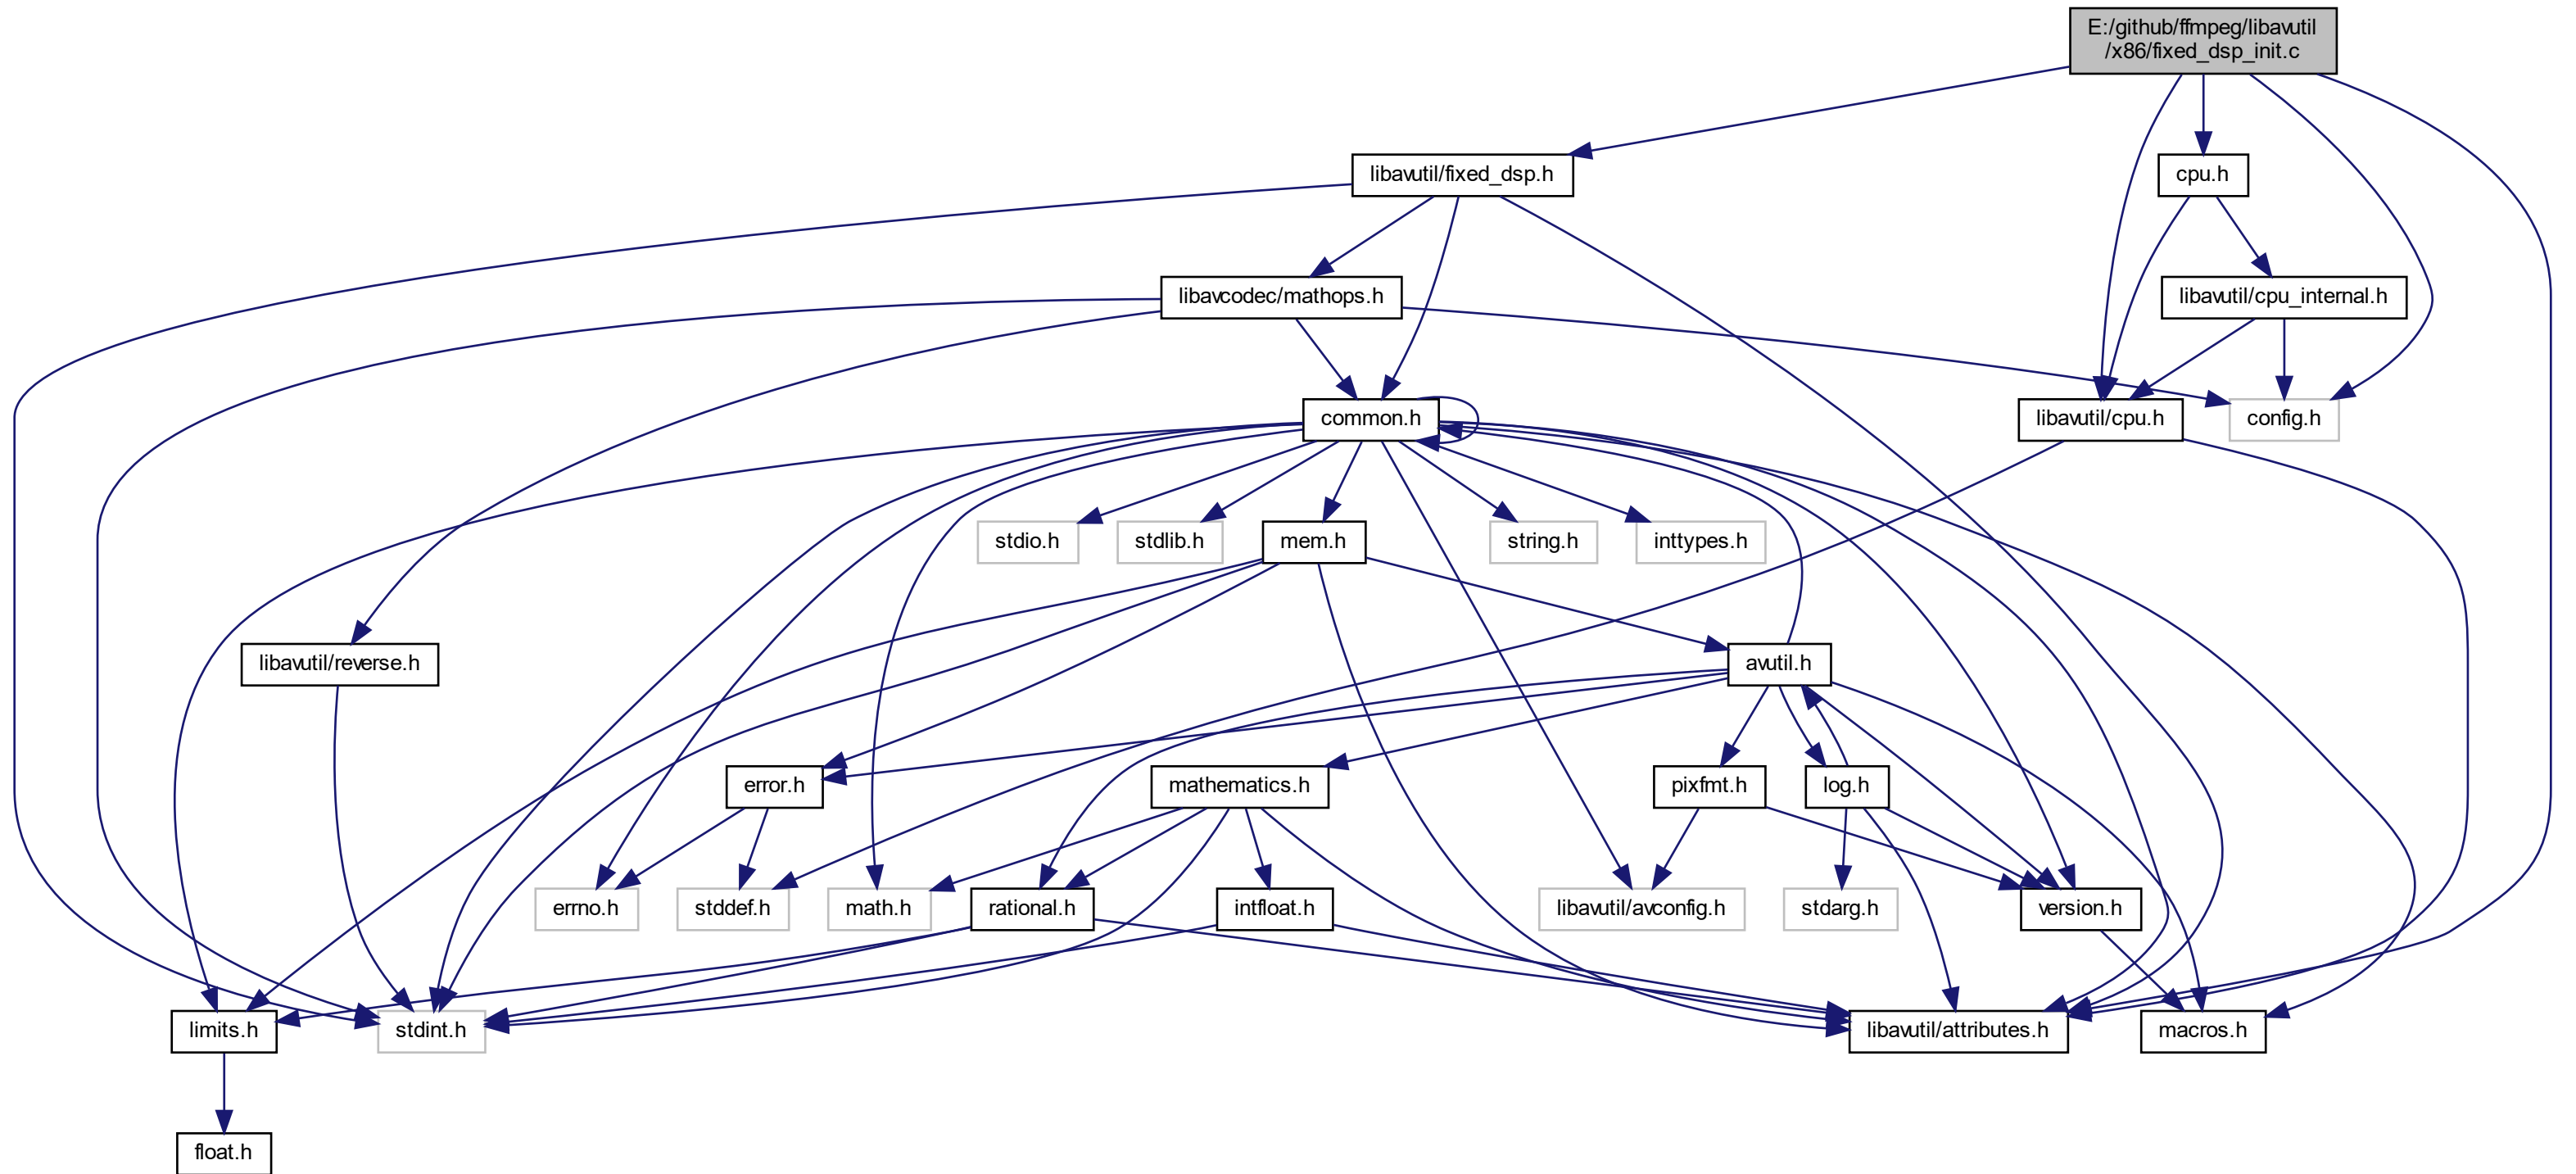 E:/github/ffmpeg/libavutil
/x86/fixed_dsp_init.c
libavutil/fixed_dsp.h
cpu.h
libavcodec/mathops.h
libavutil/cpu_internal.h
common.h
libavutil/cpu.h
config.h
stdio.h
stdlib.h
mem.h
string.h
inttypes.h
libavutil/reverse.h
avutil.h
error.h
mathematics.h
pixfmt.h
log.h
errno.h
stddef.h
math.h
rational.h
intfloat.h
libavutil/avconfig.h
stdarg.h
version.h
limits.h
stdint.h
libavutil/attributes.h
macros.h
float.h